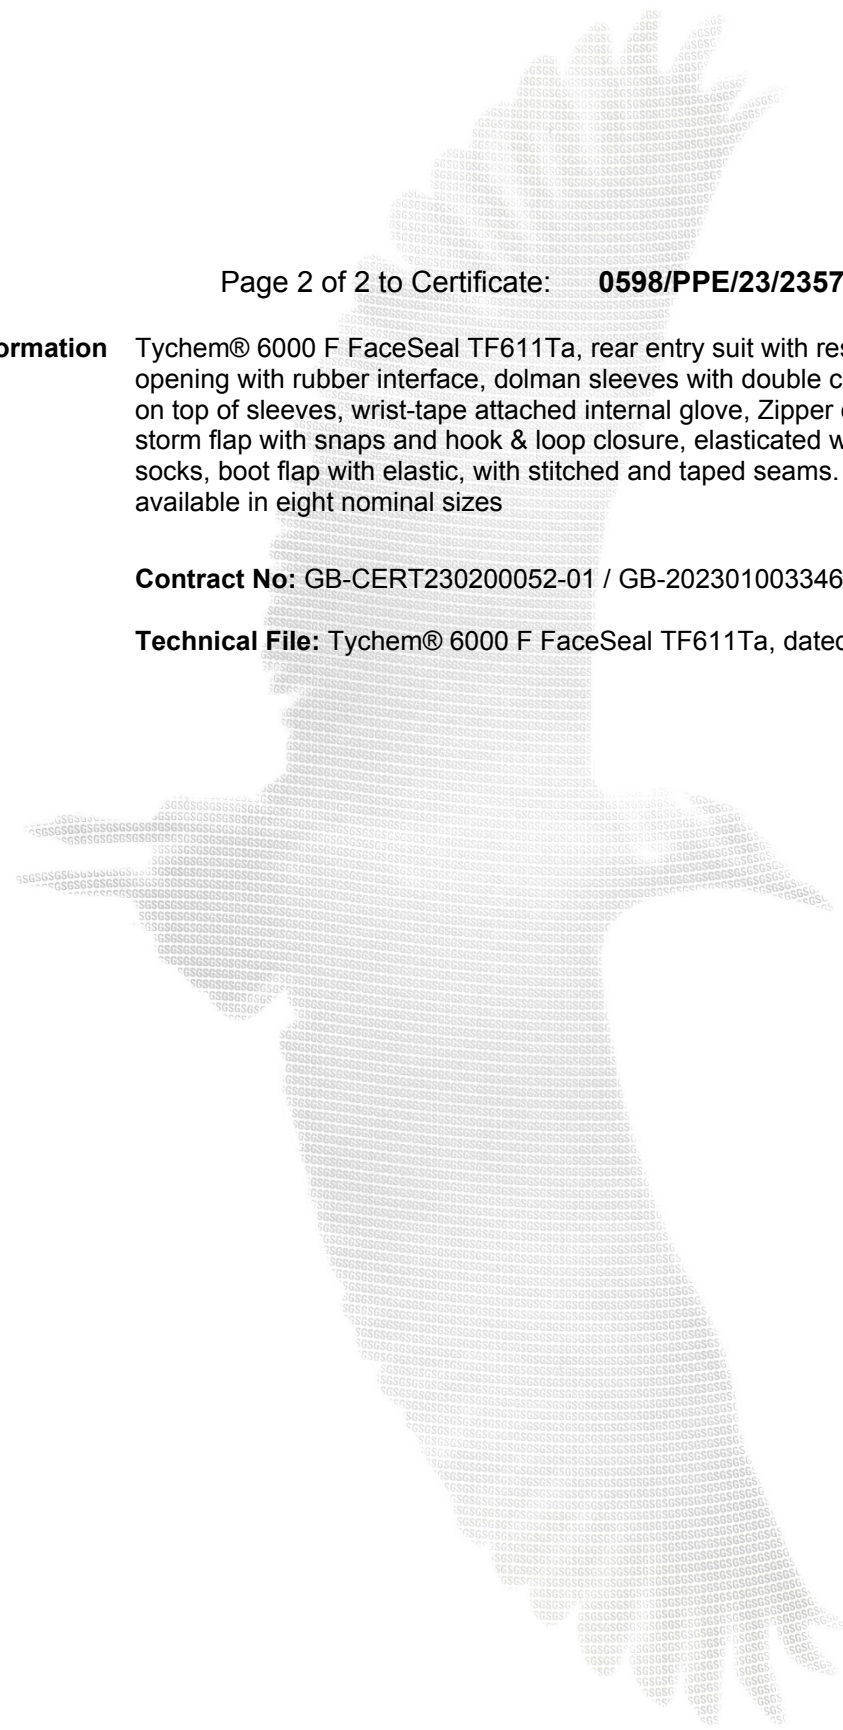 Page 2 of 2 to Certificate: 0598/PPE/23/2357
Tychem® 6000 F FaceSeal TF611Ta, rear entry suit with
opening with rubber interface, dolman sleeves with double
on top of sleeves, wrist-tape attached internal glove, Zipper
storm flap with snaps and hook & loop closure, elasticated
socks, boot flap with elastic, with stitched and taped seams.
available in eight nominal sizes
Contract No: GB-CERT230200052-01 / GB-202301003346
Technical File: Tychem® 6000 F FaceSeal TF611Ta,